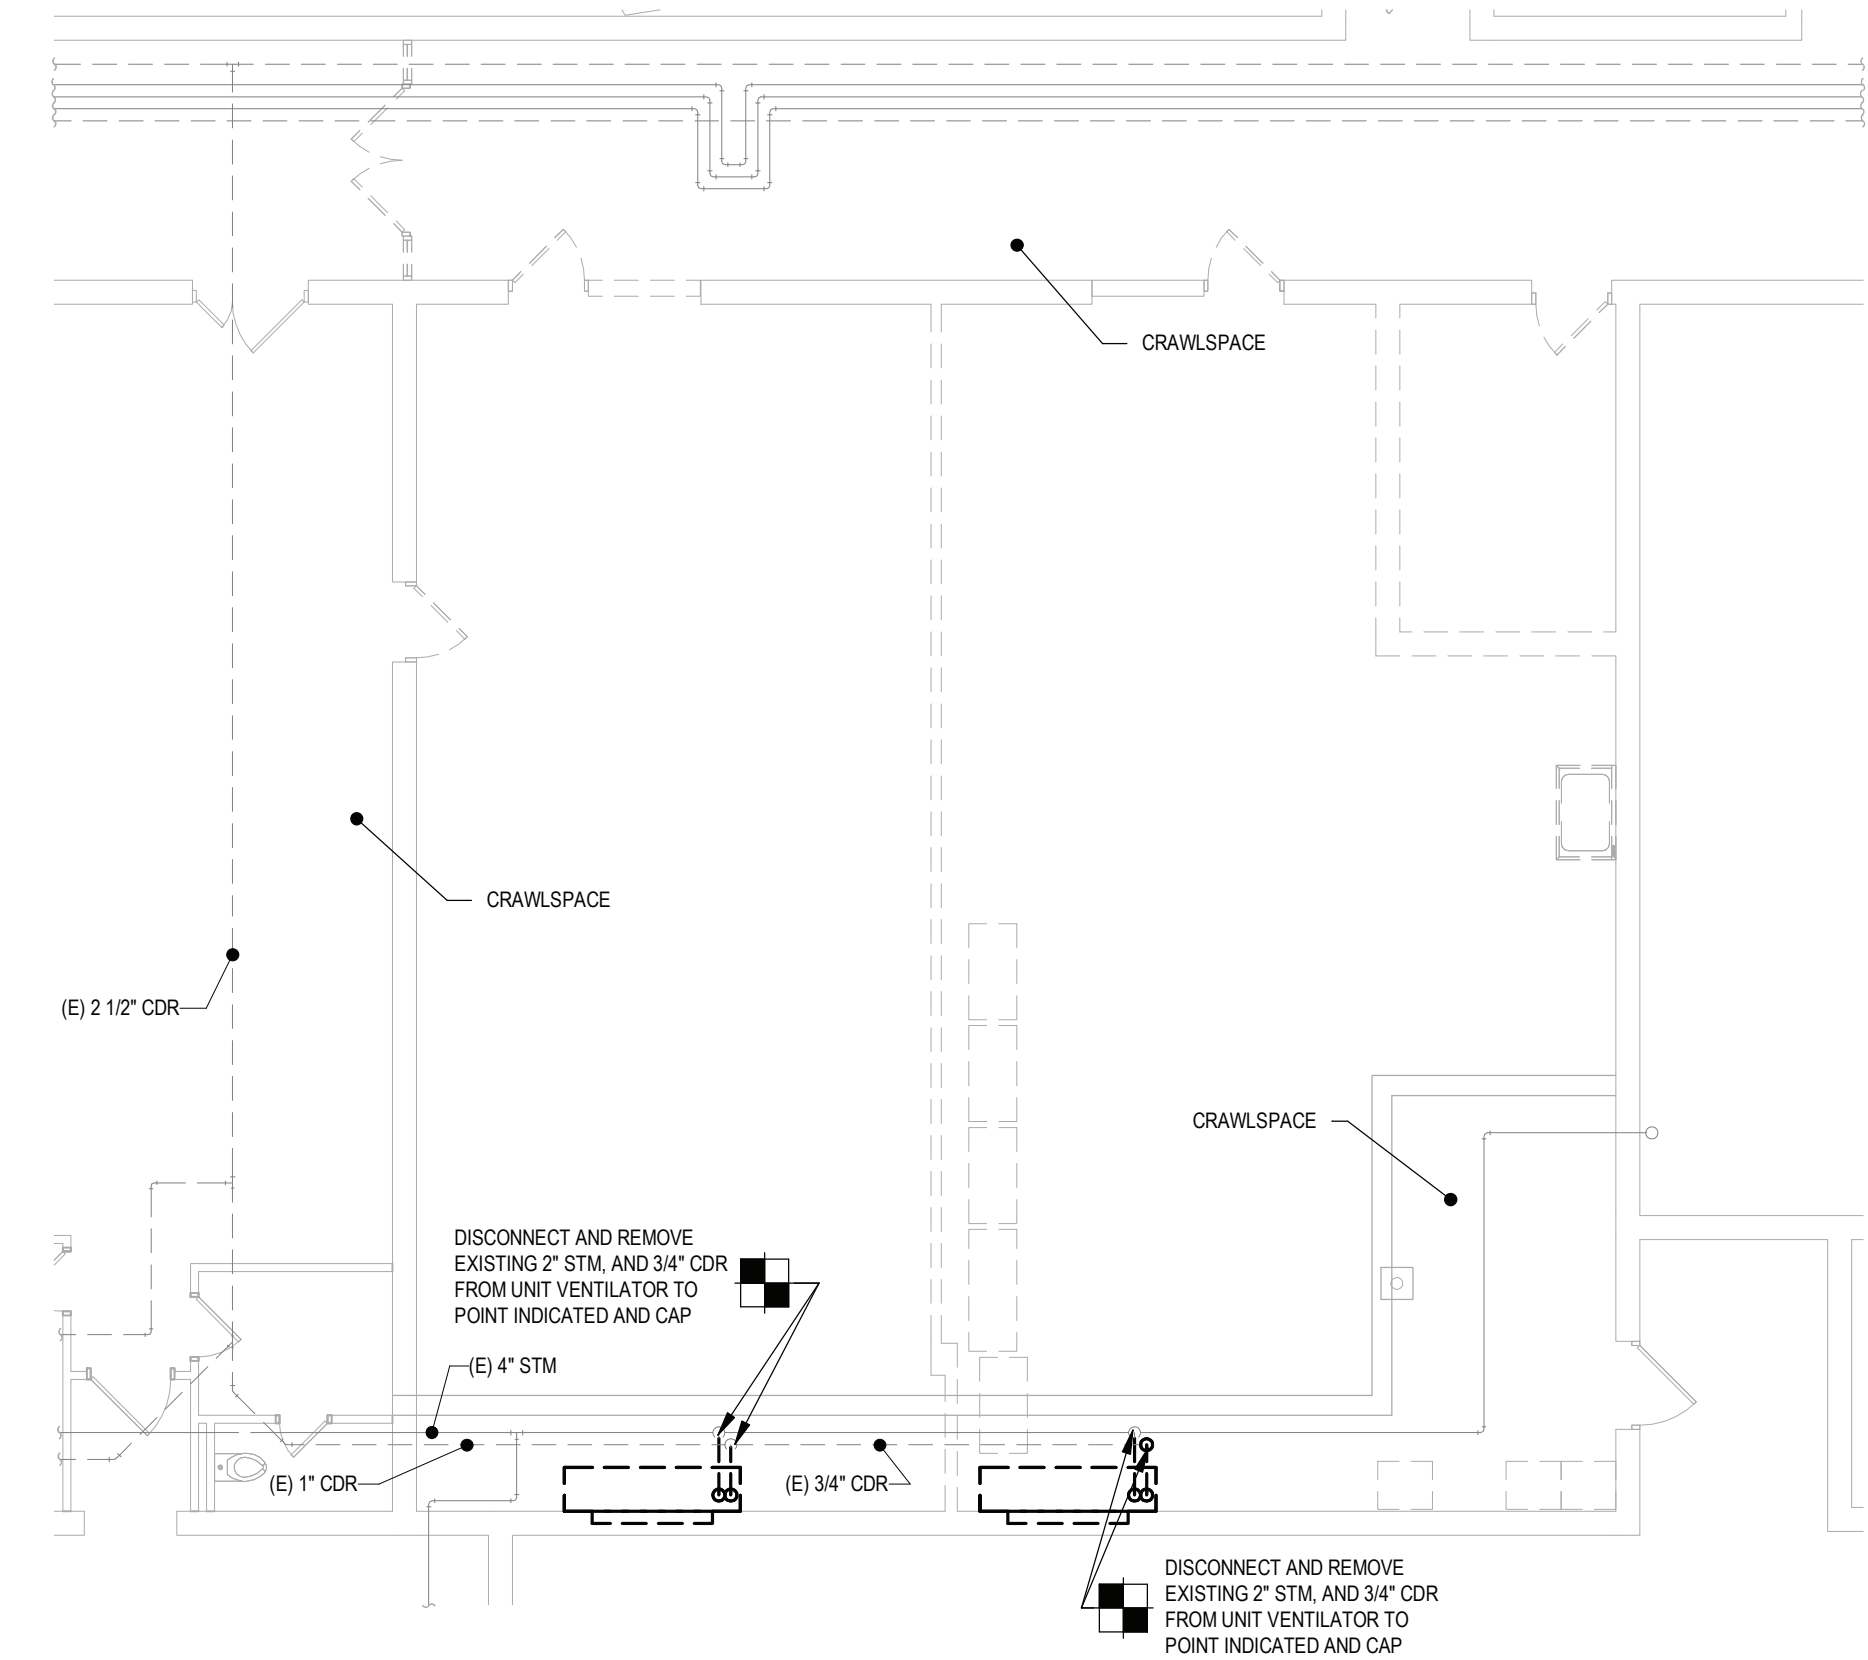 CRAWLSPACE
CRAWLSPACE
(E) 2 1/2" CDR
CRAWLSPACE
DISCONNECT AND REMOVE
EXISTING 2" STM, AND 3/4" CDR
FROM UNIT VENTILATOR TO
POINT INDICATED AND CAP
(E) 4" STM
(E) 1" CDR
(E) 3/4" CDR
DISCONNECT AND REMOVE
EXISTING 2" STM, AND 3/4" CDR
FROM UNIT VENTILATOR TO
POINT INDICATED AND CAP